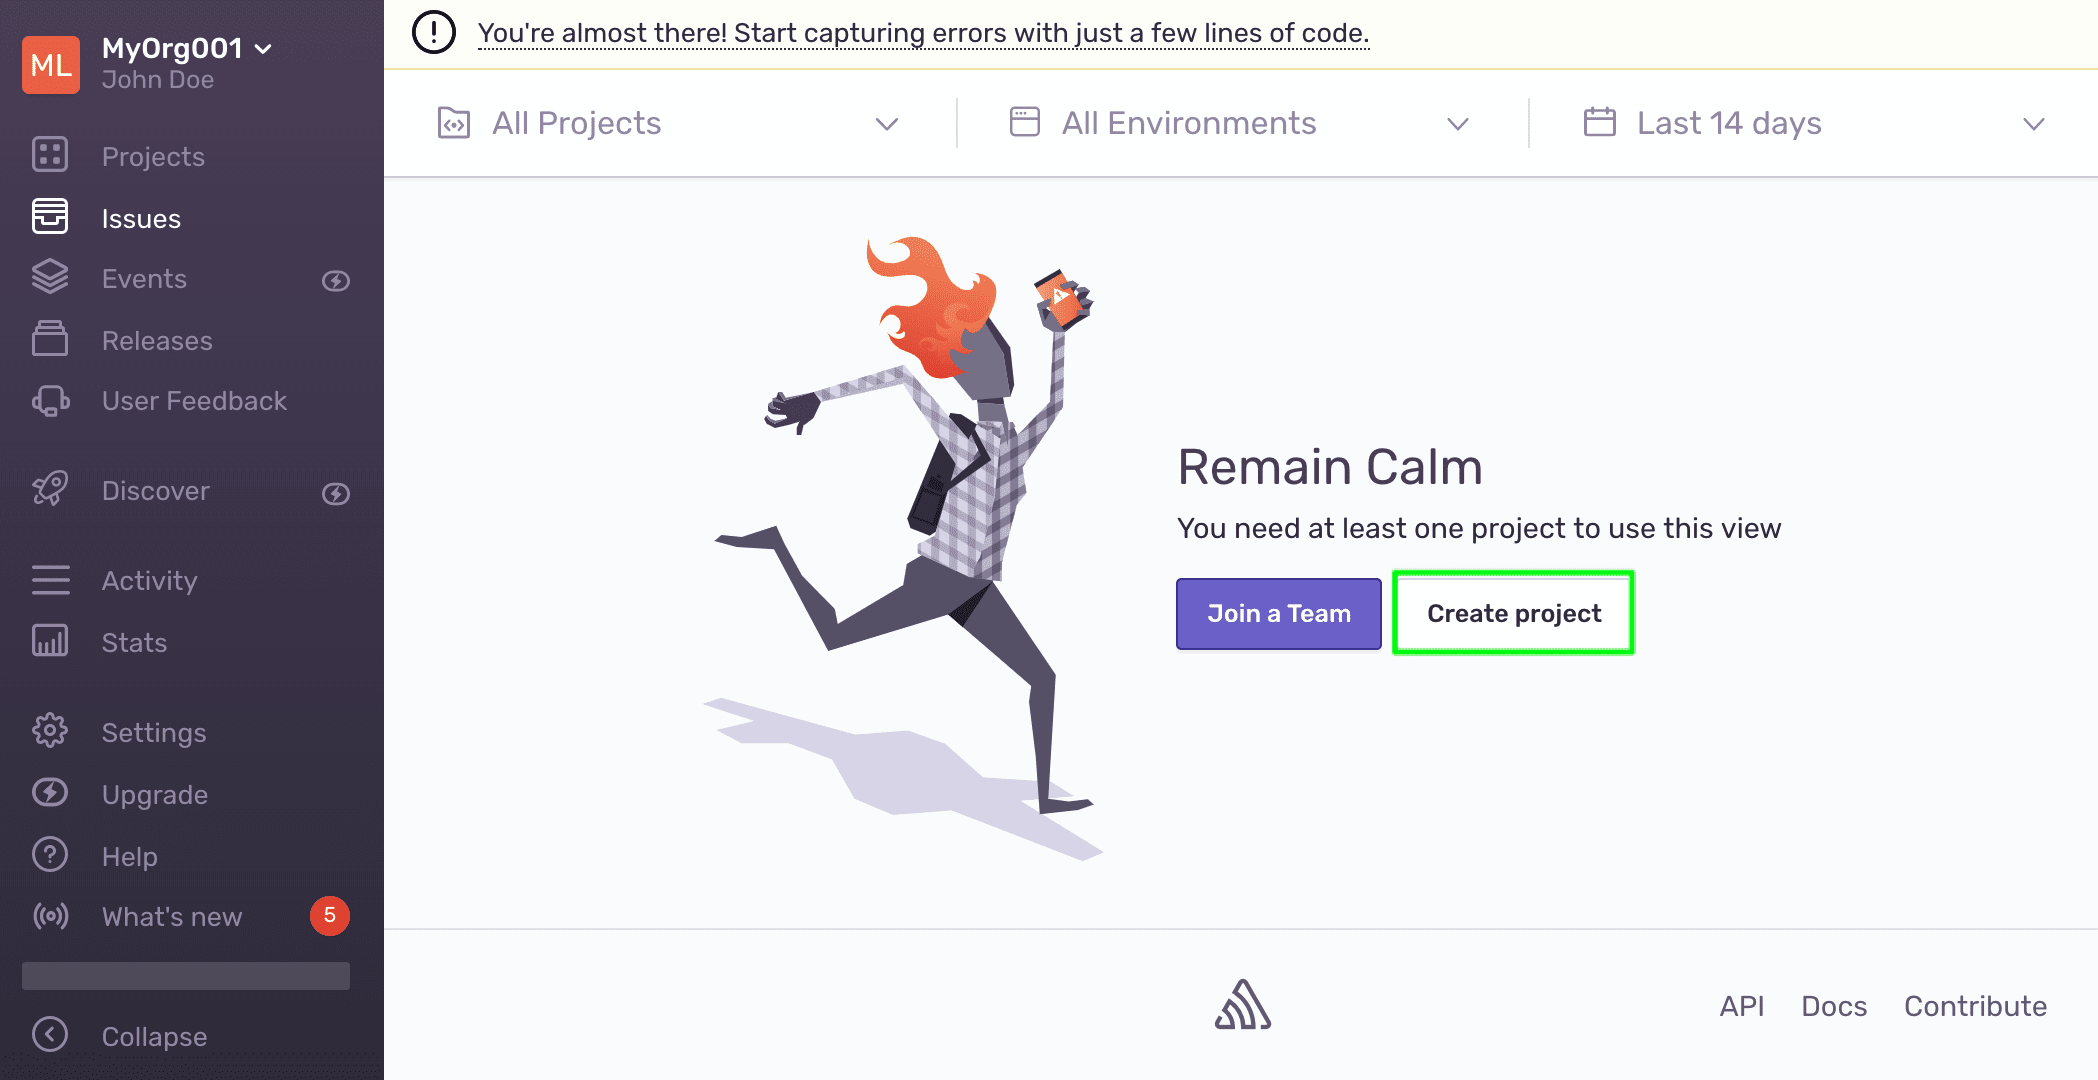 ML
MyOrg001
John Doe
Projects
Issues
Events
Releases
User Feedback
Discover
Activity
Stats
Settings
Upgrade
Help
What's new 5
Collapse
You're almost there! Start capturing errors with just a few lines of code.
All Projects
All Environments
Last 14 days
Remain Calm
You need at least one project to use this view
Join a Team
Create project
API Docs Contribute